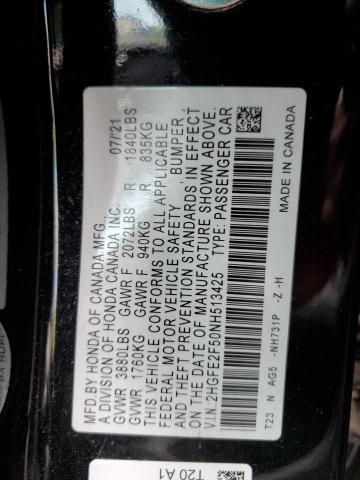 MFD.BY HONDA OF CANADA MFG.
A DIVISION OF HONDA CANADA INC. 07/'21
GVWR 3880LBS GAWR F 2072LBS R 1840LBS
GVWR 1760KG GAWR F 940KG R 835KG
THIS VEHICLE CONFORMS TO ALL APPLICABLE
FEDERAL MOTOR VEHICLE SAFETY BUMPER
AND THEFT PREVENTION STANDARDS IN EFFECT
ON THE DATE OF MANUFACTURE SHOWN ABOVE.
V.I.N. 2HGFE2F50NH513425 TYPE: PASSENGER CAR
T23 N AG5 -NH731P -Z -H MADE IN CANADA
T20 A1